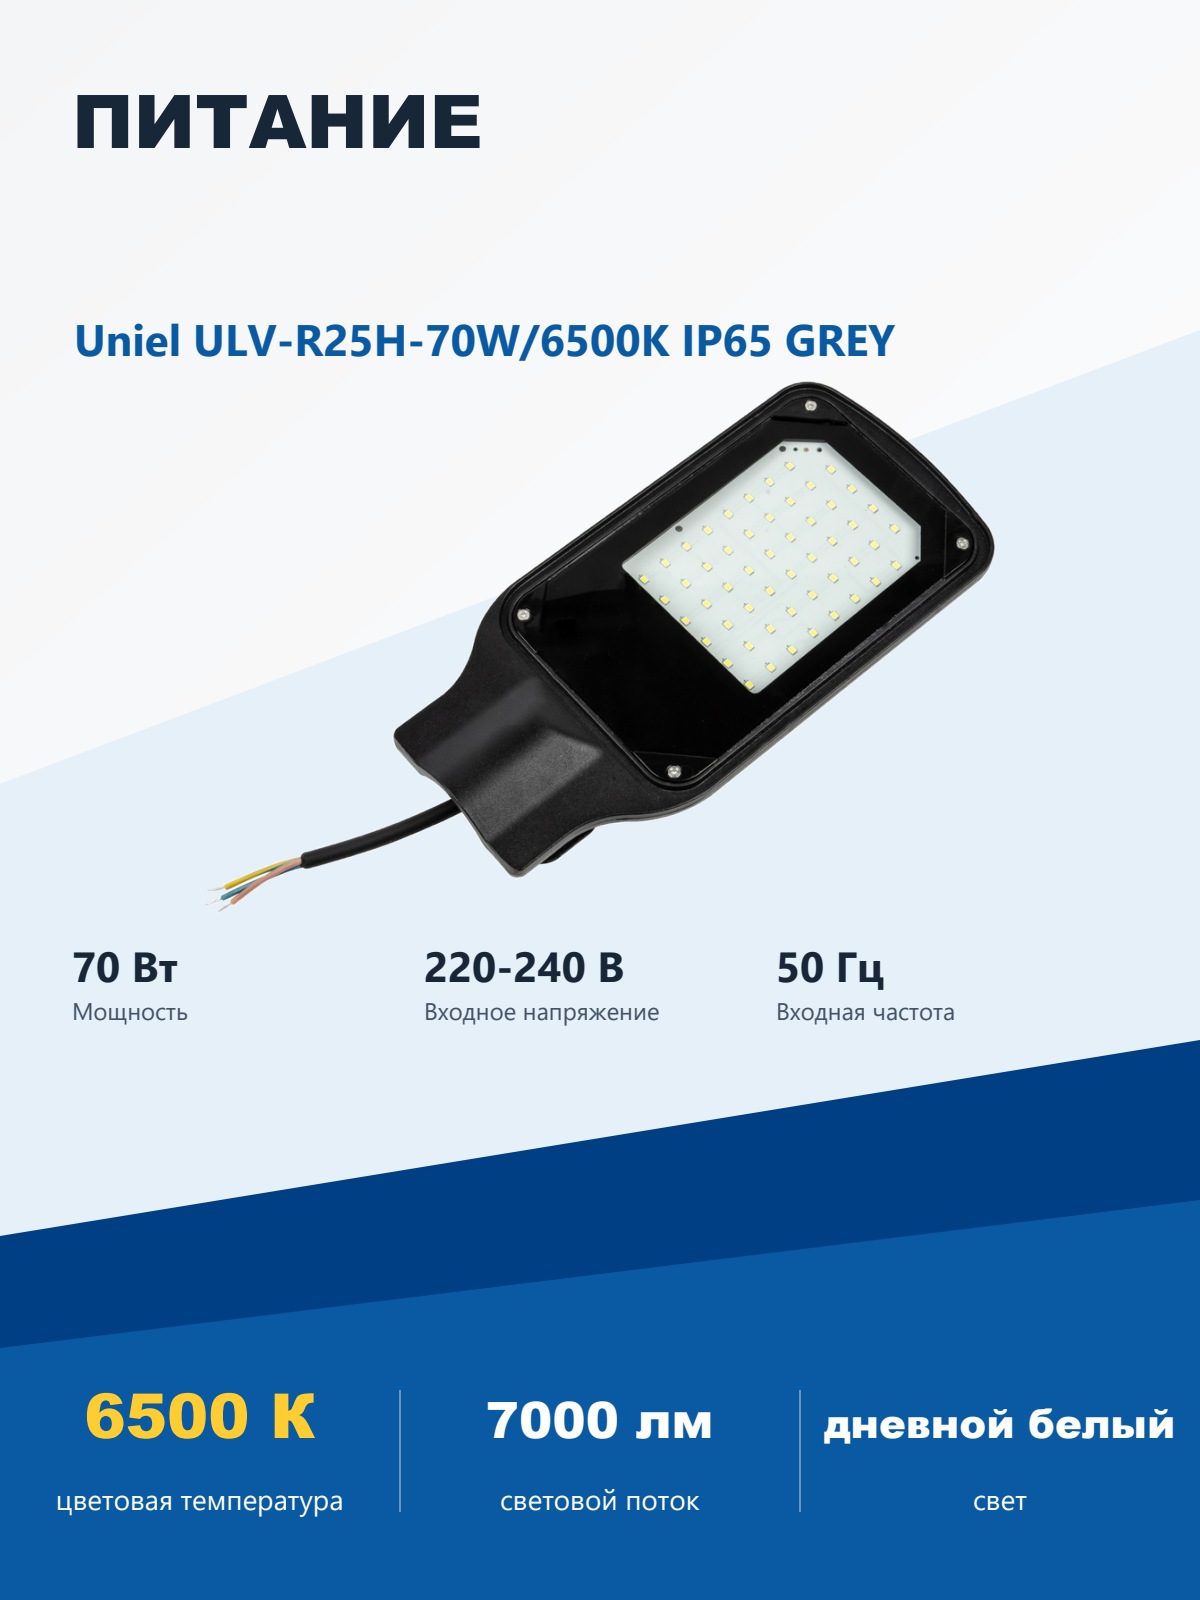 ПИТАНИЕ
Uniel ULV-R25H-70W/6500K IP65 GREY
70 Вт
Мощность
220-240 В
Входное напряжение
50 Гц
Входная частота
6500 К
цветовая температура
7000 лм
световой поток
дневной белый
свет